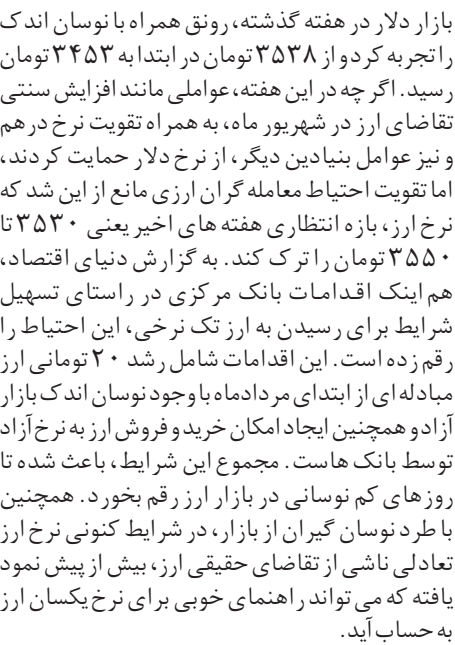 بازار دلار در هفته گذشته، رونق همراه با نوسان اندک
را تجربه کرد و از ۳۵۳۸ تومان در ابتدا به ۳۴۵۳ تومان
رسید. اگر چه در این هفته، عواملی مانند افزایش سنتی
تقاضای ارز در شهریور ماه، به همراه تقویت نرخ درهم
و نیز عوامل بنیادین دیگر، از نرخ دلار حمایت کردند،
اما تقویت احتیاط معامله گران ارزی مانع از این شد که
نرخ ارز، بازه انتظاری هفته های اخیر یعنی ۳۵۳۰ تا
۳۵۵۰ تومان را ترک کند. به گزارش دنیای اقتصاد،
هم اینک اقدامات بانک مرکزی در راستای تسهیل
شرایط برای رسیدن به ارز تک نرخی، این احتیاط را
رقم زده است. این اقدامات شامل رشد ۲۰ تومانی ارز
مبادله ای از ابتدای مردادماه با وجود نوسان اندک بازار
آزاد و همچنین ایجاد امکان خرید و فروش ارز به نرخ آزاد
توسط بانک هاست. مجموع این شرایط، باعث شده تا
روزهای کم نوسانی در بازار ارز رقم بخورد. همچنین
با طرد نوسان گیران از بازار، در شرایط کنونی نرخ ارز
تعادلی ناشی از تقاضای حقیقی ارز، بیش از پیش نمود
یافته که می تواند راهنمای خوبی برای نرخ یکسان ارز
به حساب آید.